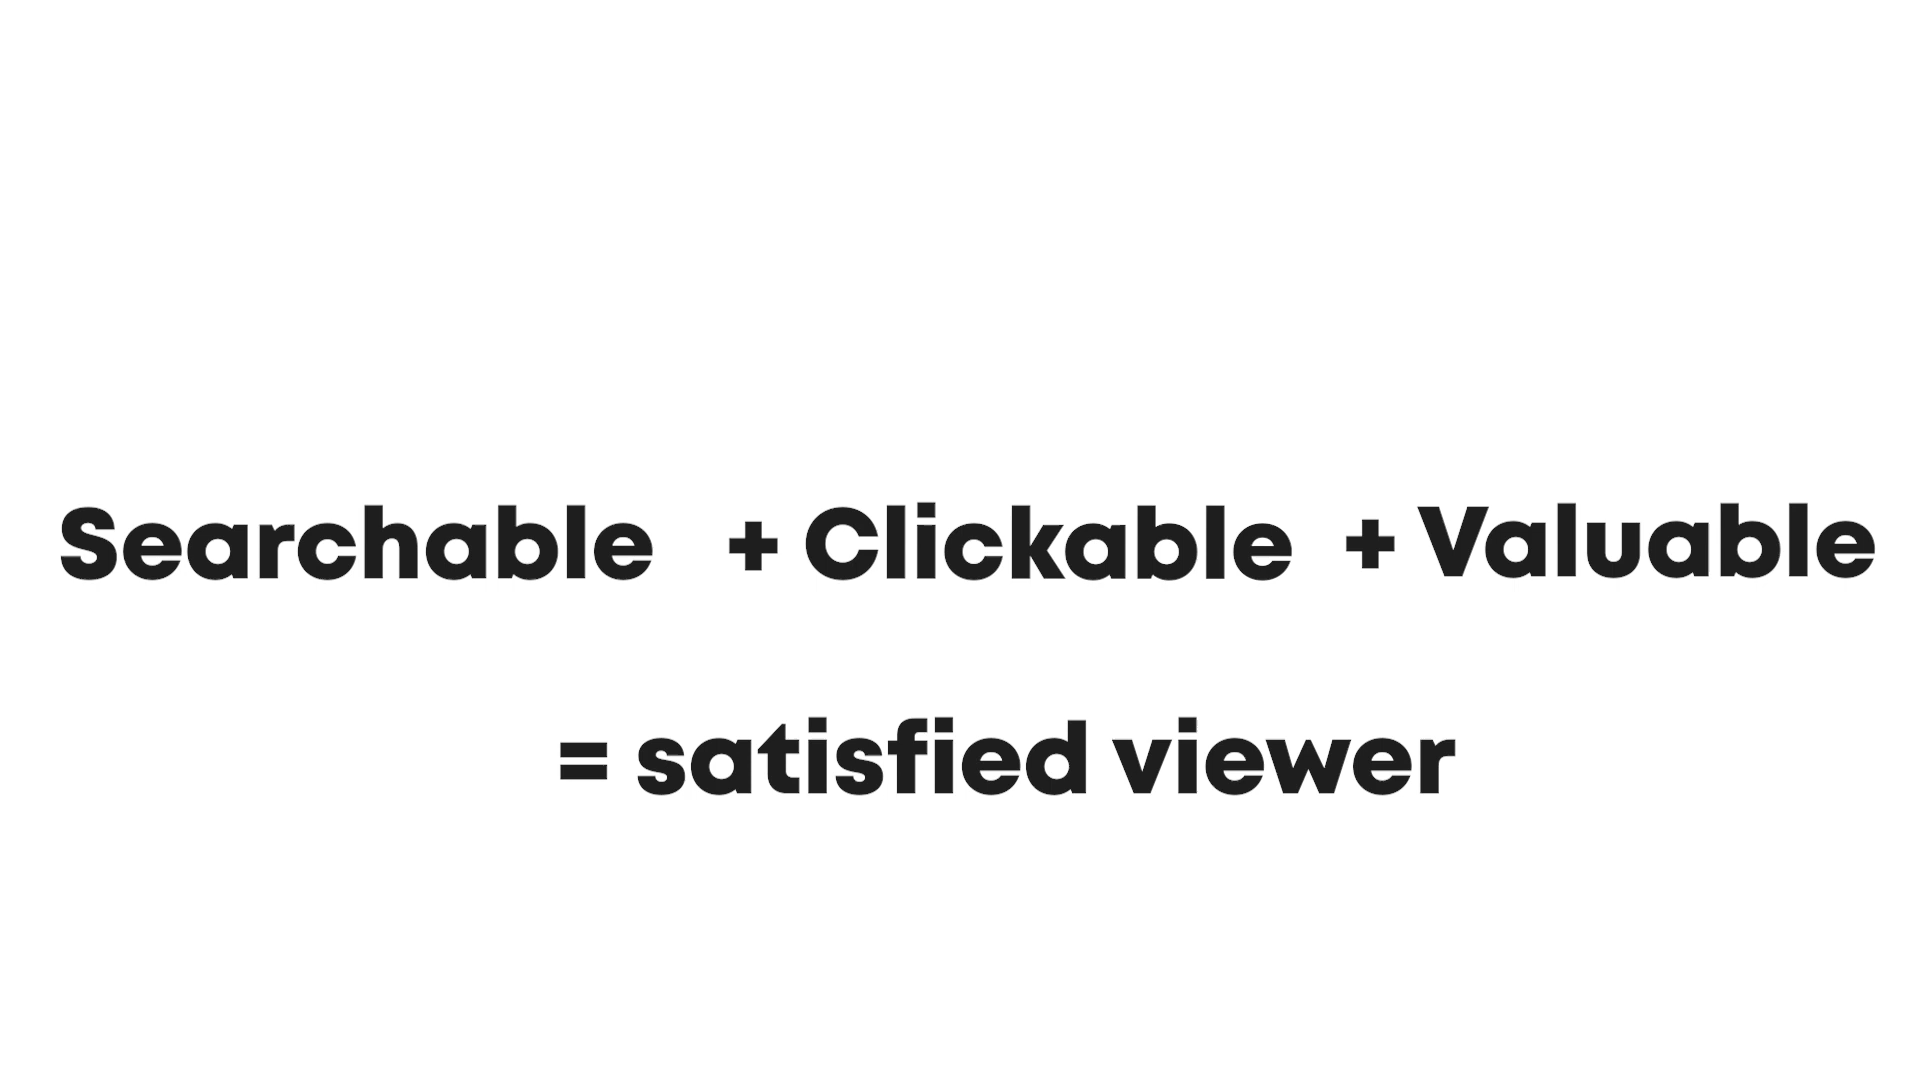 Searchable + Clickable + Valuable
= satisfied viewer